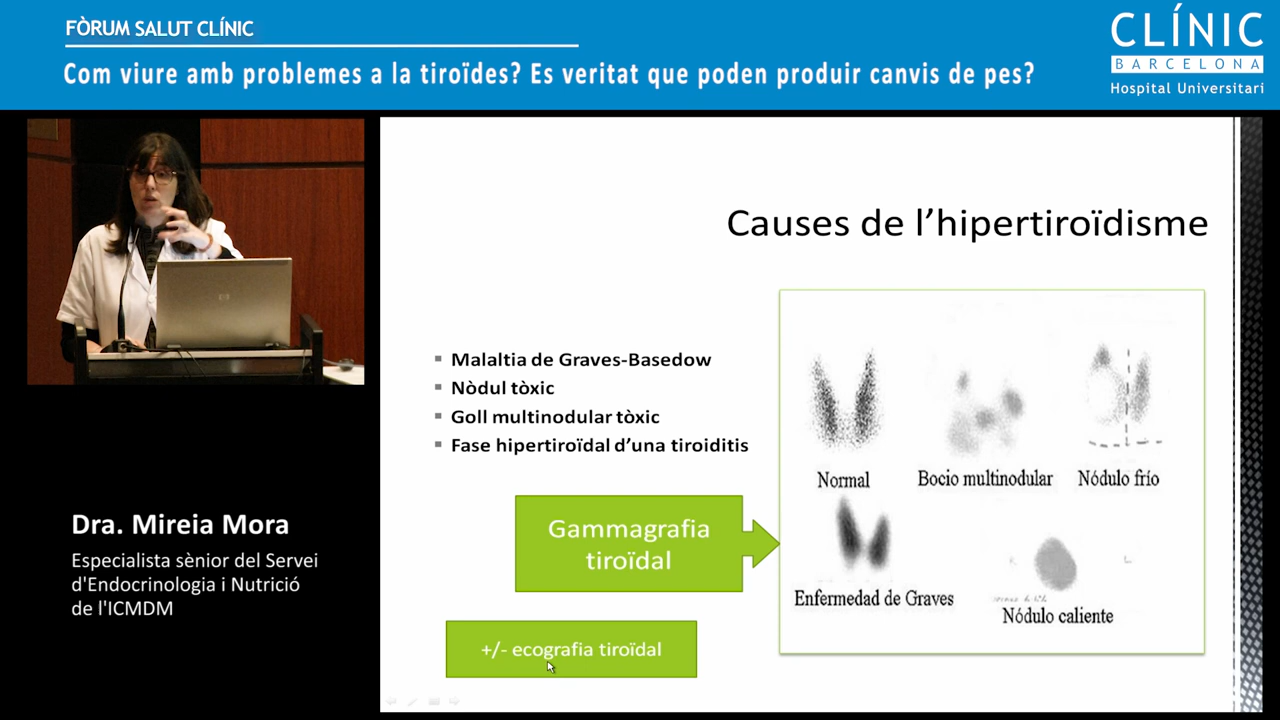 FÒRUM SALUT CLÍNIC
Com viure amb problemes a la tiroïdes? Es veritat que poden produir canvis de pes?
CLÍNIC
BARCELONA
Hospital Universitari
Causes de l’hipertiroïdisme
Malaltia de Graves-Basedow
Nòdul tòxic
Goll multinodular tòxic
Fase hipertiroïdal d’una tiroiditis
Normal
Bocio multinodular
Nódulo frío
Gammagrafia
tiroïdal
Enfermedad de Graves
Nódulo caliente
+/- ecografia tiroïdal
Dra. Mireia Mora
Especialista sènior del Servei
d'Endocrinologia i Nutrició
de l'ICMDM